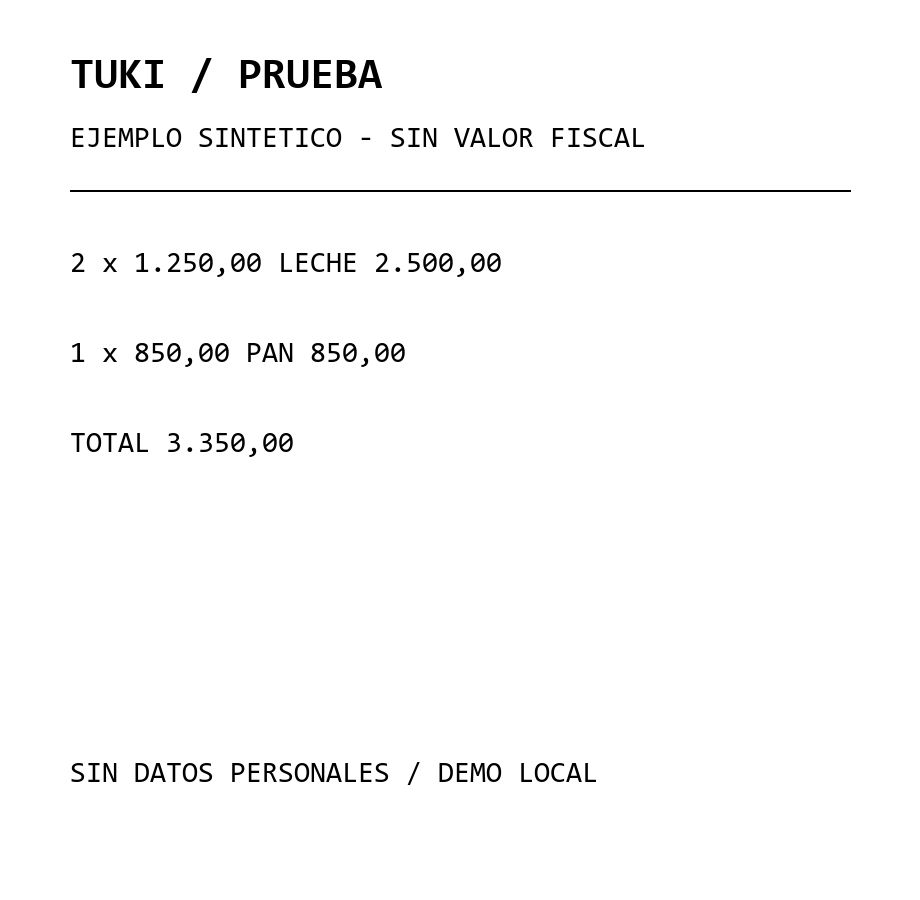 TUKI / PRUEBA
EJEMPLO SINTETICO - SIN VALOR FISCAL
2 x 1.250,00 LECHE 2.500,00
1 x 850,00 PAN 850,00
TOTAL 3.350,00
SIN DATOS PERSONALES / DEMO LOCAL